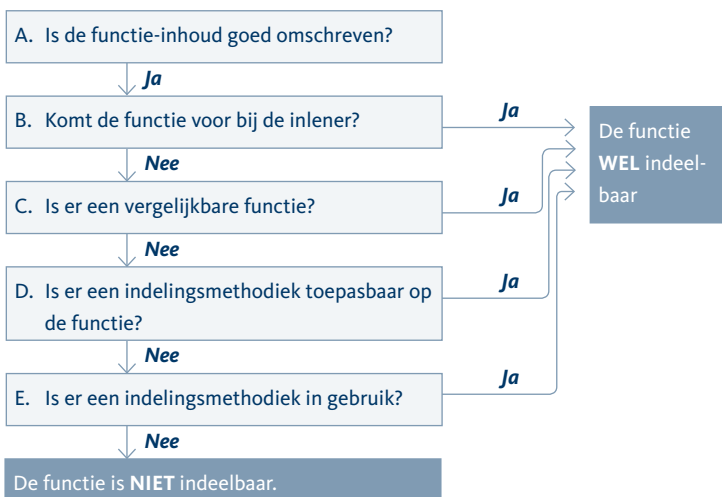 A. Is de functie-inhoud goed omschreven?
Ja
B. Komt de functie voor bij de inlener?
Ja
Nee
De functie
WEL indeel-
baar
C. Is er een vergelijkbare functie?
Ja
Nee
D. Is er een indelingsmethodiek toepasbaar op
de functie?
Ja
Nee
E. Is er een indelingsmethodiek in gebruik?
Ja
Nee
De functie is NIET indeelbaar.